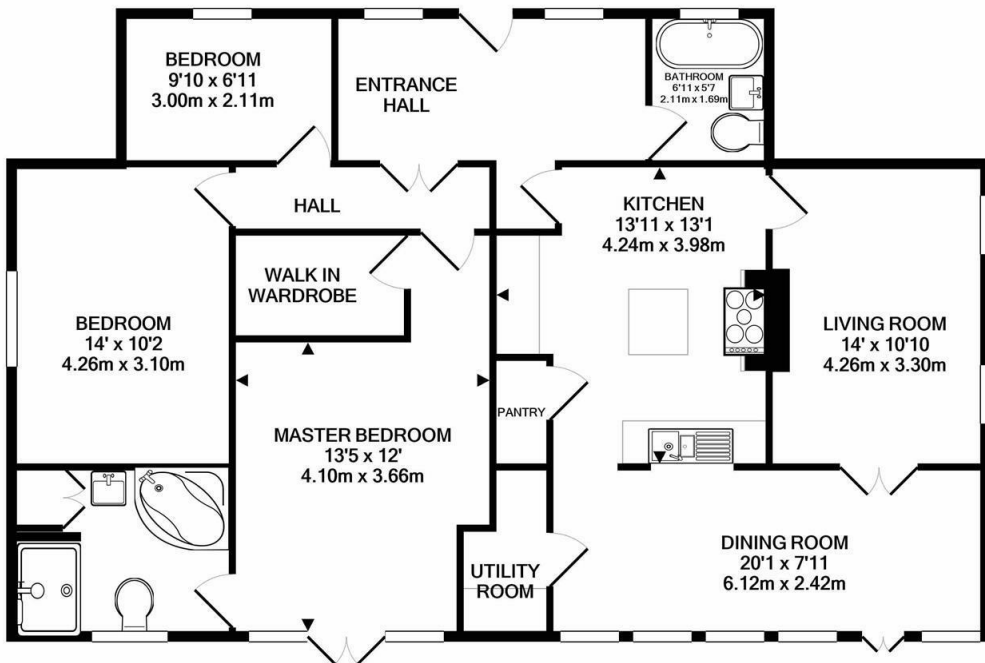 BEDROOM
9'10 x 6'11
3.00m x 2.11m
ENTRANCE
HALL
BATHROOM
6'11 x 5'7
2.11m x 1.69m
HALL
KITCHEN
13'11 x 13'1
4.24m x 3.98m
WALK IN
WARDROBE
BEDROOM
14' x 10'2
4.26m x 3.10m
LIVING ROOM
14' x 10'10
4.26m x 3.30m
PANTRY
MASTER BEDROOM
13'5 x 12'
4.10m x 3.66m
UTILITY
ROOM
DINING ROOM
20'1 x 7'11
6.12m x 2.42m